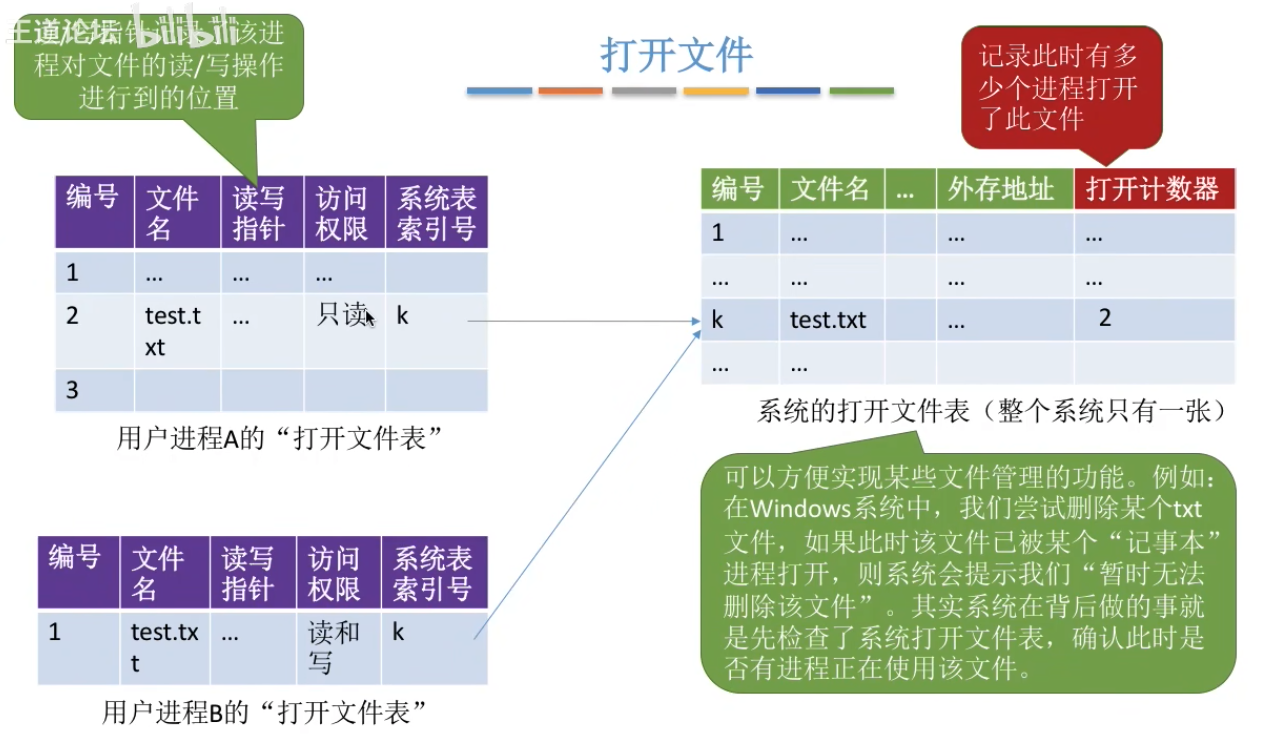 王道论坛 bilibili
指针 该进
程对文件的读/写操作
进行到的位置
打开文件
记录此时有多
少个进程打开
了此文件
编号 文件名 读写指针 访问权限 系统表索引号
1 ... ... ...
2 test.txt ... 只读 k
3
用户进程A的“打开文件表”
编号 文件名 ... 外存地址 打开计数器
1 ... ... ...
... ... ... ...
k test.txt ... 2
... ...
系统的打开文件表（整个系统只有一张）
编号 文件名 读写指针 访问权限 系统表索引号
1 test.txt ... 读和写 k
用户进程B的“打开文件表”
可以方便实现某些文件管理的功能。例如：
在Windows系统中，我们尝试删除某个txt
文件，如果此时该文件已被某个“记事本”
进程打开，则系统会提示我们“暂时无法
删除该文件”。其实系统在背后做的事就
是先检查了系统打开文件表，确认此时是
否有进程正在使用该文件。